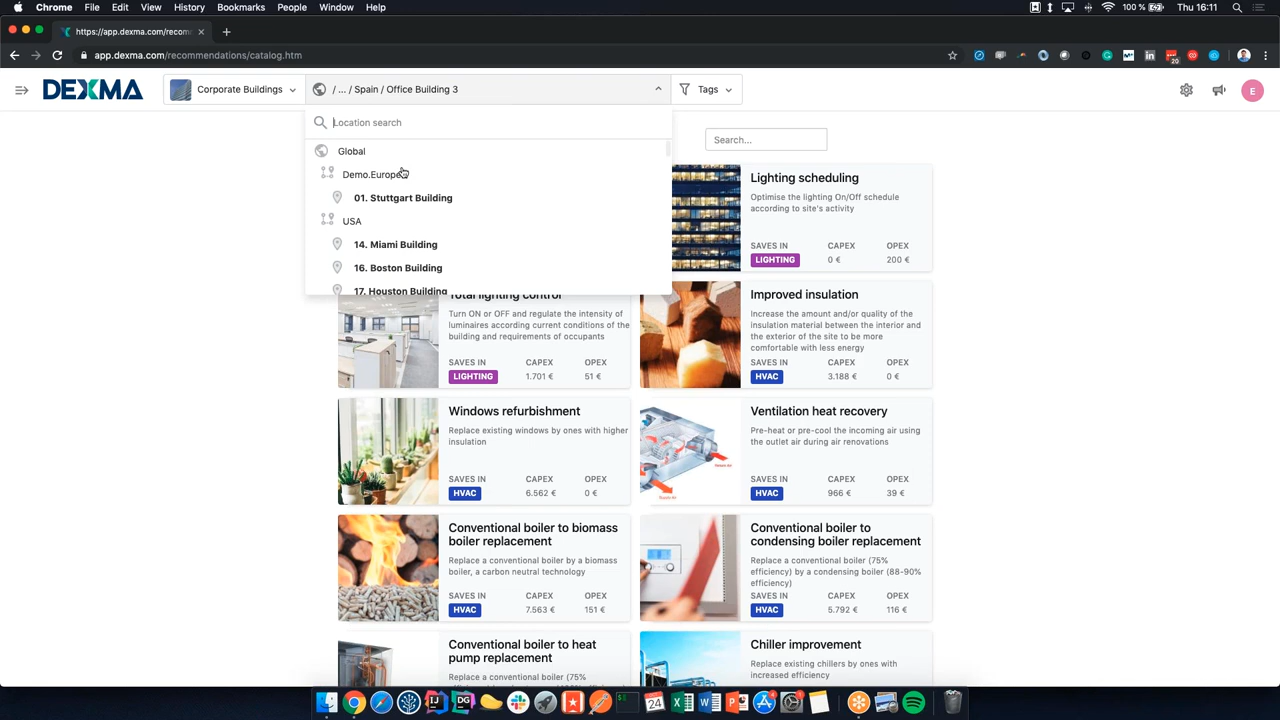 Chrome File Edit View History Bookmarks People Window Help 100 % Thu 16:11
https://app.dexma.com/recomm
app.dexma.com/recommendations/catalog.htm
20
DEXMA Corporate Buildings / ... / Spain / Office Building 3 Tags E
Location search
Search...
Global
Demo.Europe
01. Stuttgart Building
USA
14. Miami Building
16. Boston Building
17. Houston Building
Lighting scheduling
Optimise the lighting On/Off schedule
according to site's activity
SAVES IN CAPEX OPEX
LIGHTING 0 € 200 €
Total lighting control
Turn ON or OFF and regulate the intensity of
luminaires according current conditions of the
building and requirements of occupants
SAVES IN CAPEX OPEX
LIGHTING 1.701 € 51 €
Improved insulation
Increase the amount and/or quality of the
insulation material between the interior and
the exterior of the site to be more
comfortable with less energy
SAVES IN CAPEX OPEX
HVAC 3.188 € 0 €
Windows refurbishment
Replace existing windows by ones with higher
insulation
SAVES IN CAPEX OPEX
HVAC 6.562 € 0 €
Ventilation heat recovery
Pre-heat or pre-cool the incoming air using
the outlet air during air renovations
SAVES IN CAPEX OPEX
HVAC 966 € 39 €
Conventional boiler to biomass
boiler replacement
Replace a conventional boiler by a biomass
boiler, a carbon neutral technology
SAVES IN CAPEX OPEX
HVAC 7.563 € 151 €
Conventional boiler to
condensing boiler replacement
Replace a conventional boiler (75%
efficiency) by a condensing boiler (88-90%
efficiency)
SAVES IN CAPEX OPEX
HVAC 5.792 € 116 €
Conventional boiler to heat
pump replacement
Replace a conventional boiler (75%
Chiller improvement
Replace existing chillers by ones with
increased efficiency
24